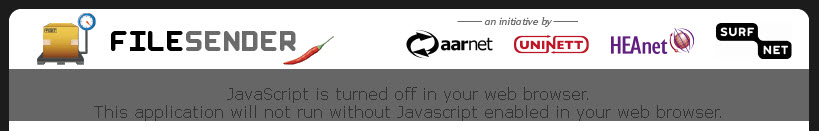 FILESENDER
an initiative by
aarnet
UNINETT
HEAnet
SURF
NET
JavaScript is turned off in your web browser.
This application will not run without Javascript enabled in your web browser.